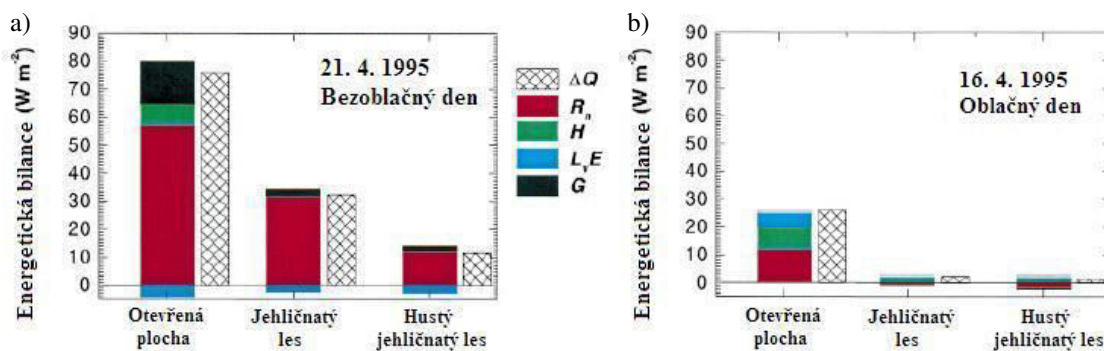 a)
Energetická bilance (W m⁻²)
90
80
70
60
50
40
30
20
10
0
21. 4. 1995
Bezoblačný den
Otevřená
plocha
Jehličnatý
les
Hustý
jehličnatý les
ΔQ
Rₙ
H
LᵥE
G
b)
Energetická bilance (W m⁻²)
90
80
70
60
50
40
30
20
10
0
16. 4. 1995
Oblačný den
Otevřená
plocha
Jehličnatý
les
Hustý
jehličnatý les